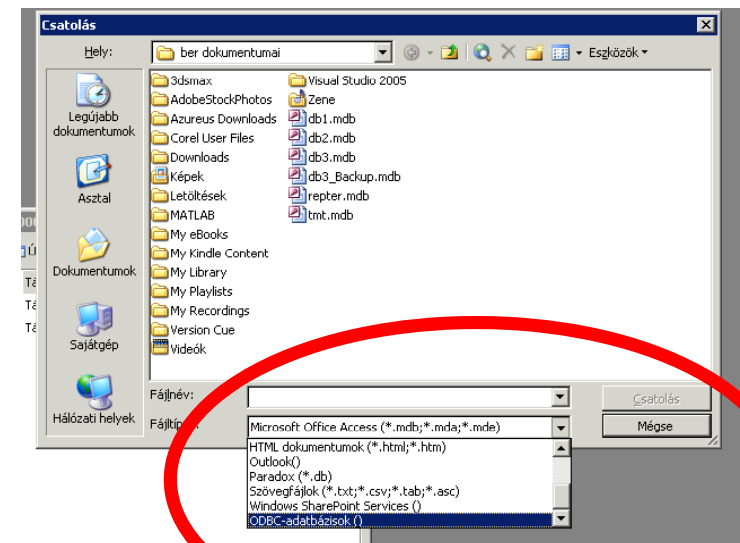 Csatolás
Hely:
ber dokumentumai
Eszközök
Legújabb
dokumentumok
Asztal
Dokumentumok
Sajátgép
Hálózati helyek
3dsmax
AdobeStockPhotos
Azureus Downloads
Corel User Files
Downloads
Képek
Letöltések
MATLAB
My eBooks
My Kindle Content
My Library
My Playlists
My Recordings
Version Cue
Videók
Visual Studio 2005
Zene
db1.mdb
db2.mdb
db3.mdb
db3_Backup.mdb
repter.mdb
tmt.mdb
Fájlnév:
Csatolás
Microsoft Office Access (*.mdb;*.mda;*.mde)
Mégse
HTML dokumentumok (*.html;*.htm)
Outlook()
Paradox (*.db)
Szövegfájlok (*.txt;*.csv;*.tab;*.asc)
Windows SharePoint Services ()
ODBC-adatbázisok ()